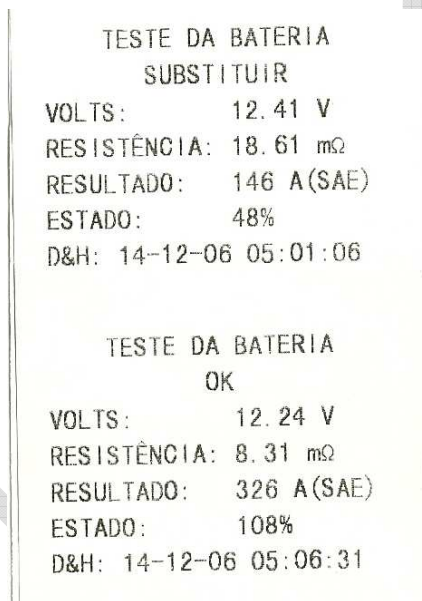 TESTE DA BATERIA
SUBSTITUIR
VOLTS: 12.41 V
RESISTÊNCIA: 18.61 mΩ
RESULTADO: 146 A(SAE)
ESTADO: 48%
D&H: 14-12-06 05:01:06
TESTE DA BATERIA
OK
VOLTS: 12.24 V
RESISTÊNCIA: 8.31 mΩ
RESULTADO: 326 A(SAE)
ESTADO: 108%
D&H: 14-12-06 05:06:31